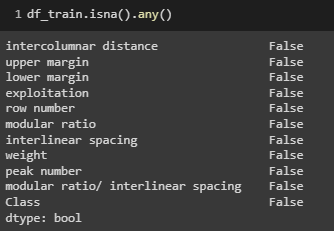 1 df_train.isna().any()
intercolumnar distance False
upper margin False
lower margin False
exploitation False
row number False
modular ratio False
interlinear spacing False
weight False
peak number False
modular ratio/ interlinear spacing False
Class False
dtype: bool